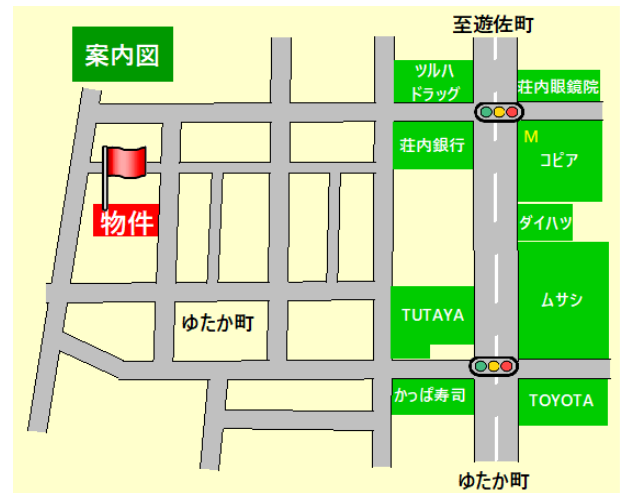 至遊佐町
案内図
ツルハ
ドラッグ
荘内眼鏡院
荘内銀行
M
コピア
物件
ダイハツ
ムサシ
TUTAYA
ゆたか町
かっぱ寿司
TOYOTA
ゆたか町